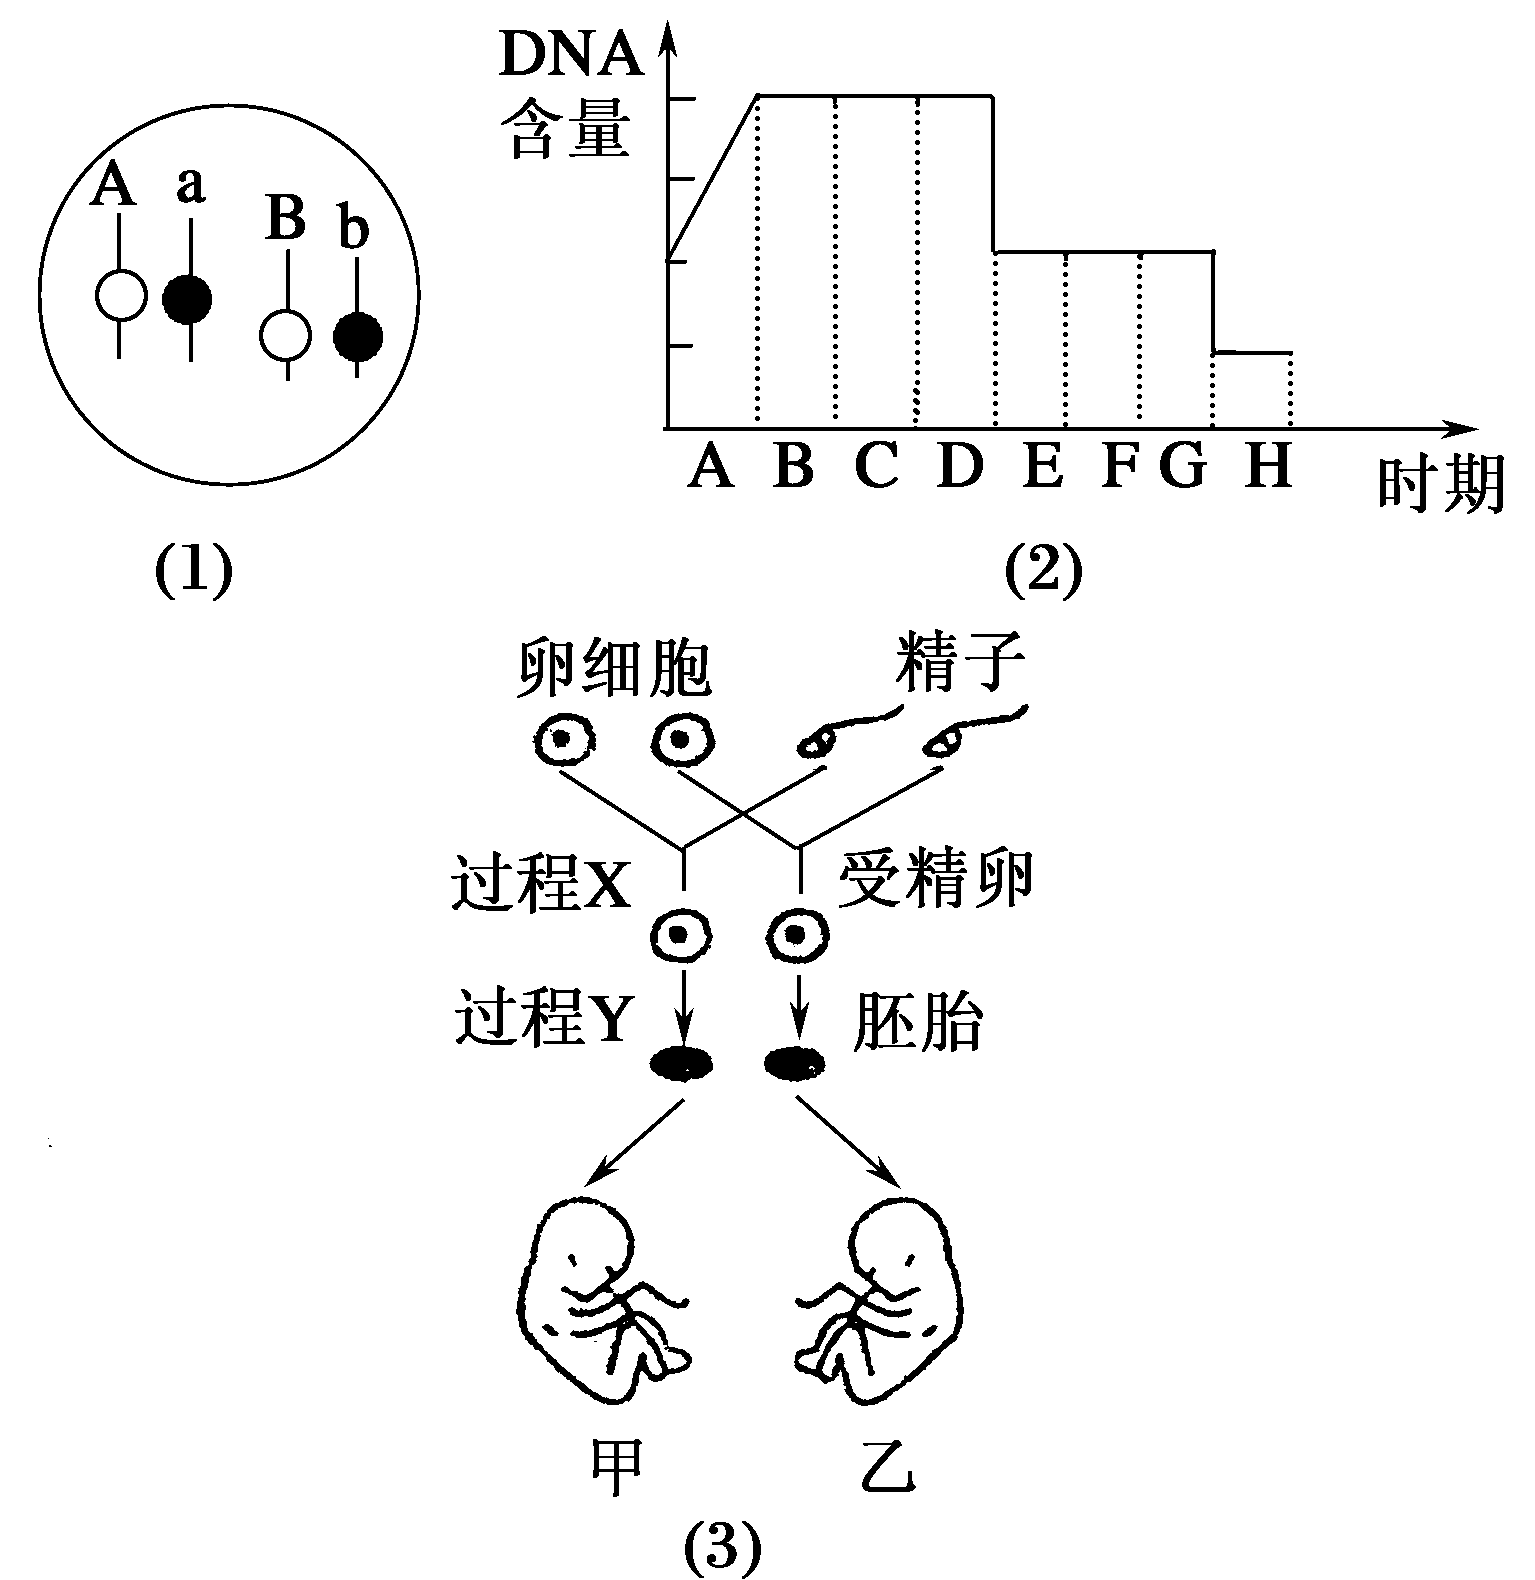 A a B b
(1)
DNA
含量
A B C D E F G H
时期
(2)
卵细胞 精子
过程X 受精卵
过程Y 胚胎
甲 乙
(3)